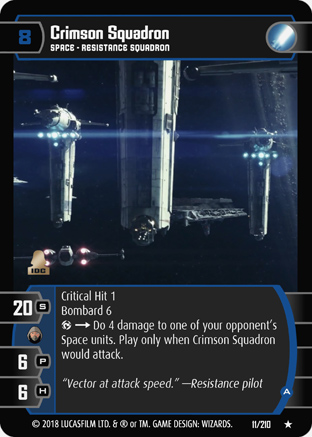 8 Crimson Squadron
SPACE - RESISTANCE SQUADRON
IDC
20 S
6 P
6 H
Critical Hit 1
Bombard 6
Do 4 damage to one of your opponent's
Space units. Play only when Crimson Squadron
would attack.
"Vector at attack speed." —Resistance pilot
A
© 2018 LUCASFILM LTD. & ® or TM. GAME DESIGN: WIZARDS. 11/210 ★